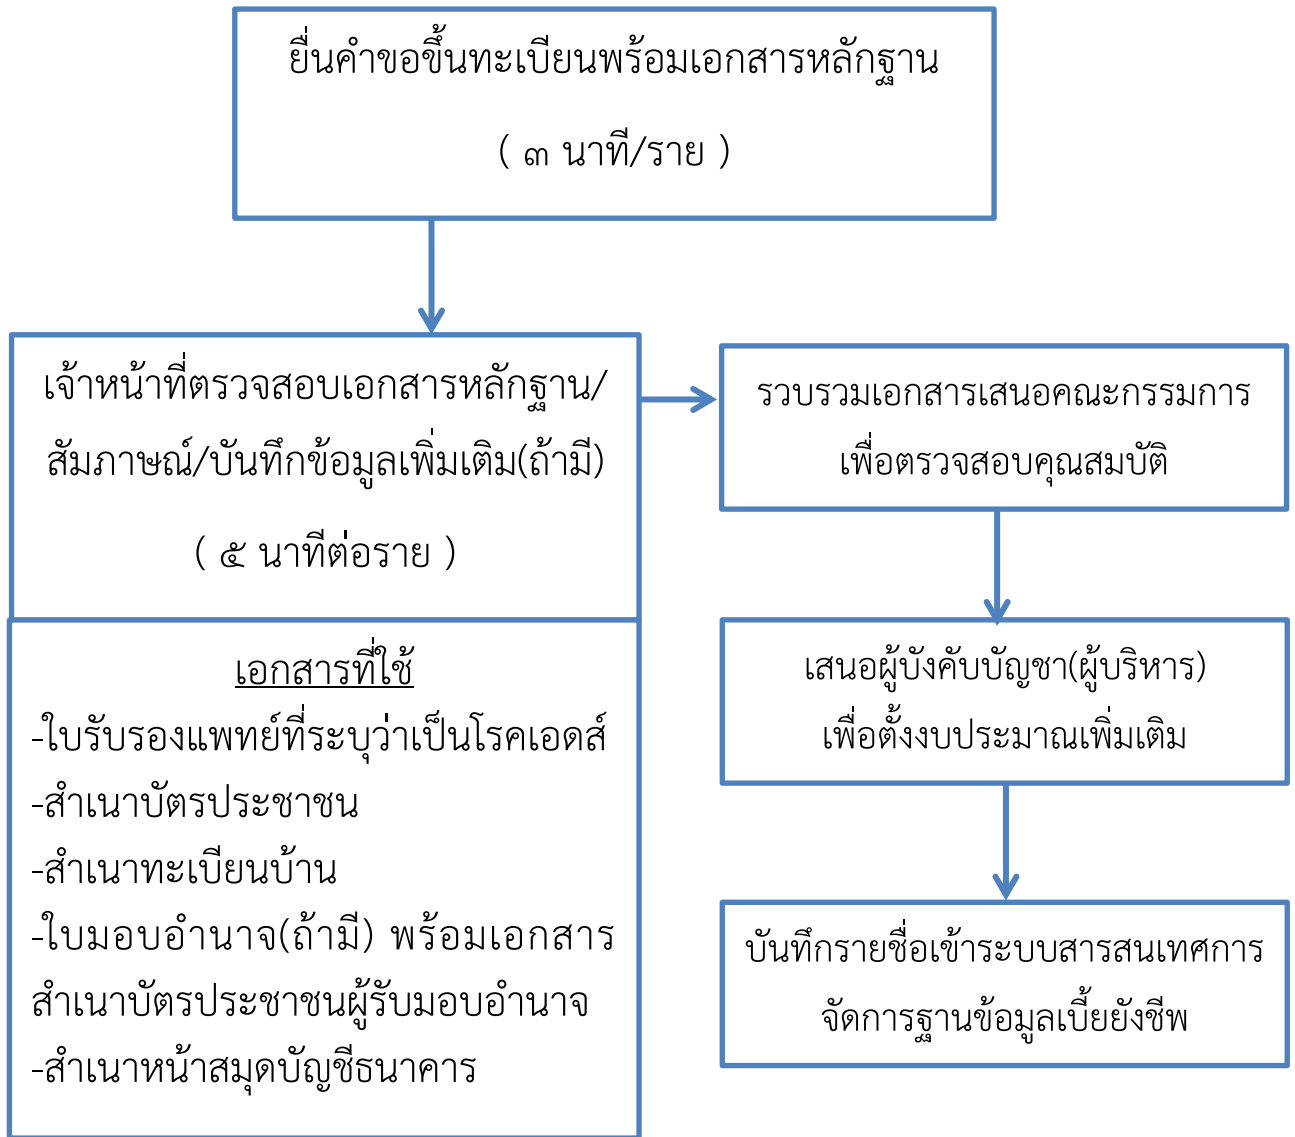 ยื่นคำขอขึ้นทะเบียนพร้อมเอกสารหลักฐาน
( ๓ นาที/ราย )
เจ้าหน้าที่ตรวจสอบเอกสารหลักฐาน/
สัมภาษณ์/บันทึกข้อมูลเพิ่มเติม(ถ้ามี)
( ๕ นาทีต่อราย )
เอกสารที่ใช้
-ใบรับรองแพทย์ที่ระบุว่าเป็นโรคเอดส์
-สำเนาบัตรประชาชน
-สำเนาทะเบียนบ้าน
-ใบมอบอำนาจ(ถ้ามี) พร้อมเอกสาร
สำเนาบัตรประชาชนผู้รับมอบอำนาจ
-สำเนาหน้าสมุดบัญชีธนาคาร
รวบรวมเอกสารเสนอคณะกรรมการ
เพื่อตรวจสอบคุณสมบัติ
เสนอผู้บังคับบัญชา(ผู้บริหาร)
เพื่อตั้งงบประมาณเพิ่มเติม
บันทึกรายชื่อเข้าระบบสารสนเทศการ
จัดการฐานข้อมูลเบี้ยยังชีพ